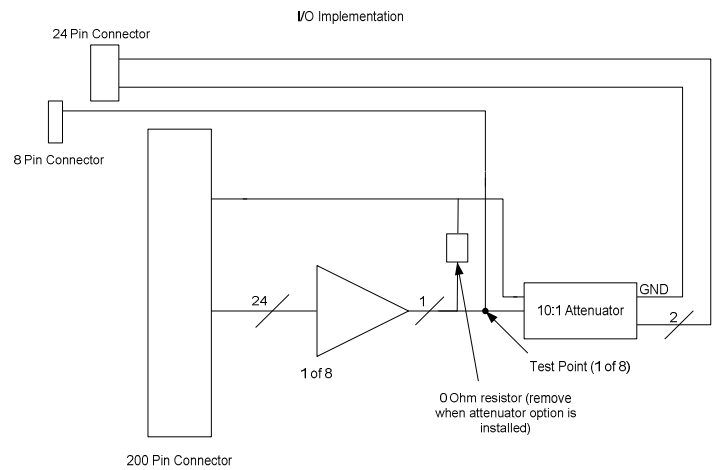 I/O Implementation
24 Pin Connector
8 Pin Connector
GND
24
1
10:1 Attenuator
2
1 of 8
Test Point (1 of 8)
0 Ohm resistor (remove
when attenuator option is
installed)
200 Pin Connector